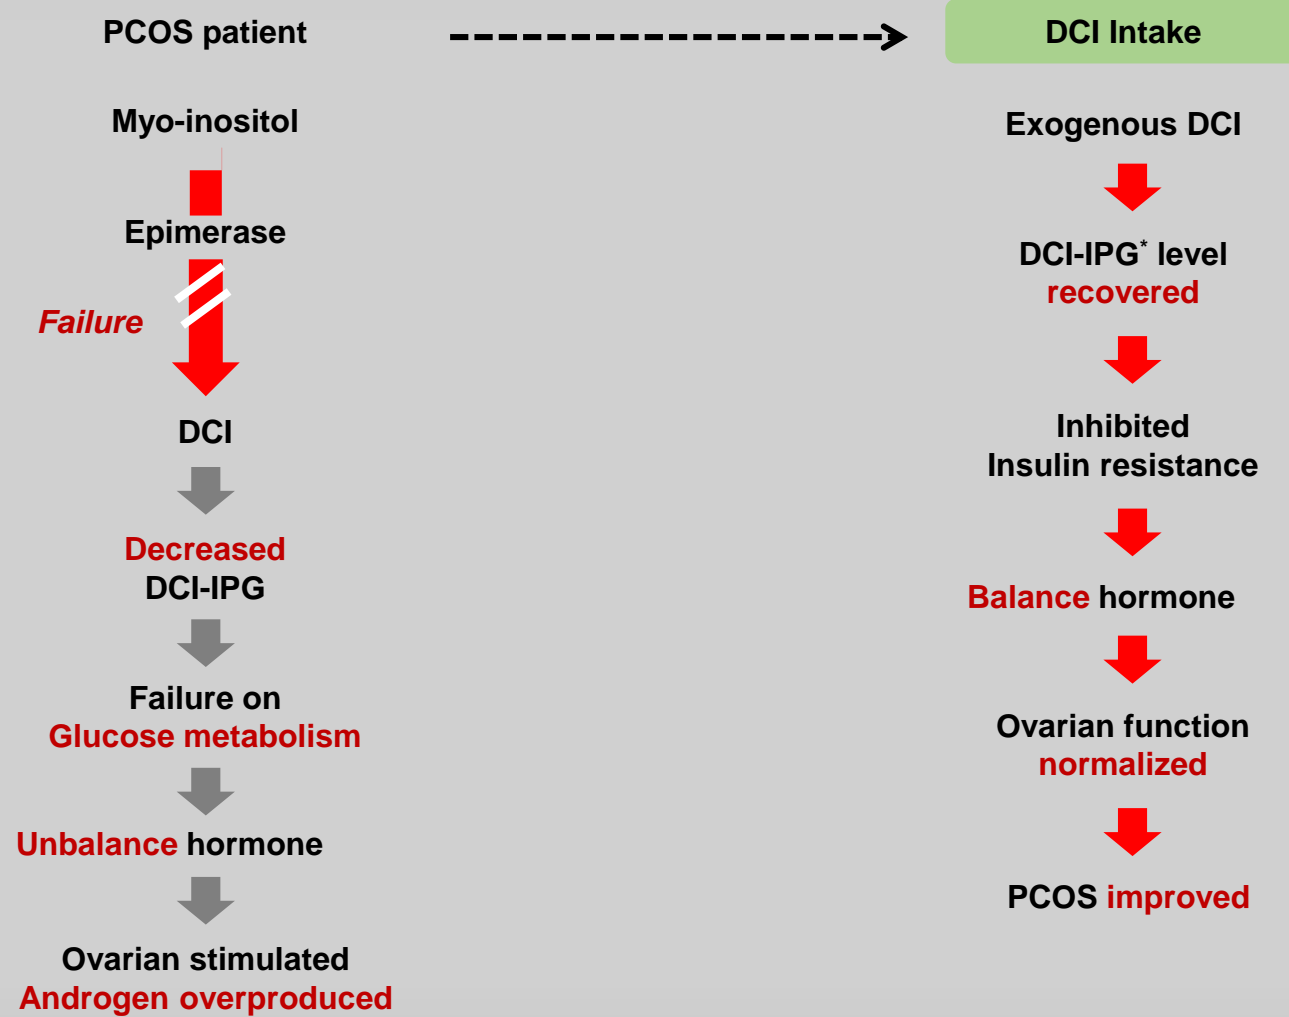 PCOS patient
Myo-inositol
Epimerase
Failure
DCI
Decreased
DCI-IPG
Failure on
Glucose metabolism
Unbalance hormone
Ovarian stimulated
Androgen overproduced
DCI Intake
Exogenous DCI
DCI-IPG* level
recovered
Inhibited
Insulin resistance
Balance hormone
Ovarian function
normalized
PCOS improved